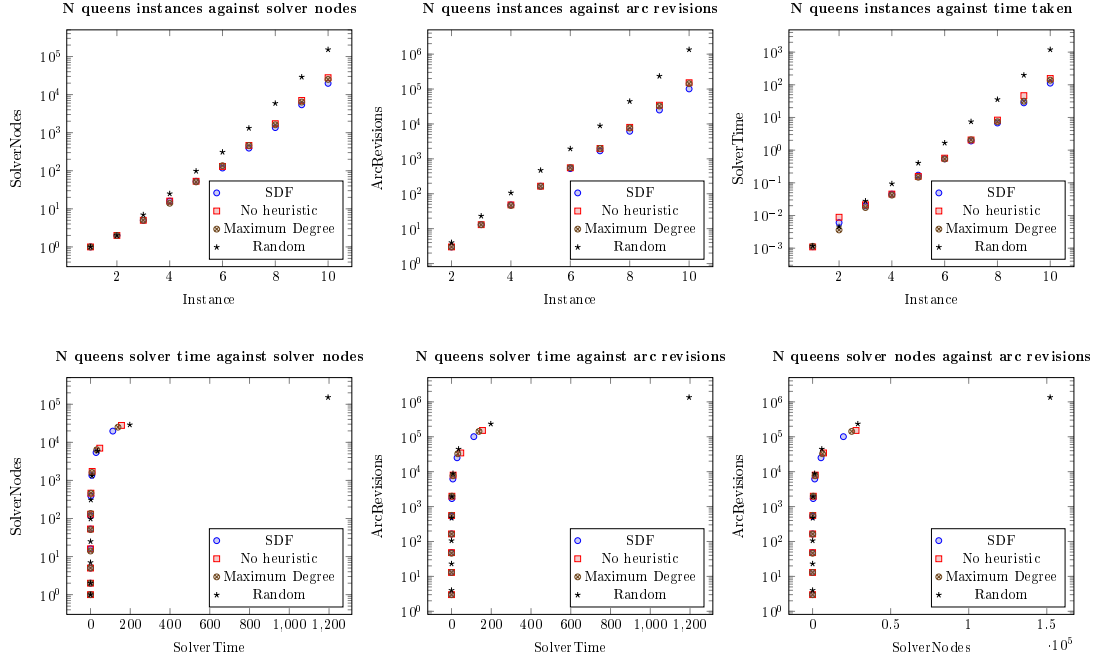 N queens instances against solver nodes
10^5
10^4
10^3
10^2
10^1
10^0
SolverNodes
2 4 6 8 10
Instance
SDF
No heuristic
Maximum Degree
Random
N queens instances against arc revisions
10^6
10^5
10^4
10^3
10^2
10^1
10^0
ArcRevisions
2 4 6 8 10
Instance
SDF
No heuristic
Maximum Degree
Random
N queens instances against time taken
10^3
10^2
10^1
10^0
10^−1
10^−2
10^−3
SolverTime
2 4 6 8 10
Instance
SDF
No heuristic
Maximum Degree
Random
N queens solver time against solver nodes
10^5
10^4
10^3
10^2
10^1
10^0
SolverNodes
0 200 400 600 800 1,000 1,200
SolverTime
SDF
No heuristic
Maximum Degree
Random
N queens solver time against arc revisions
10^6
10^5
10^4
10^3
10^2
10^1
10^0
ArcRevisions
0 200 400 600 800 1,000 1,200
SolverTime
SDF
No heuristic
Maximum Degree
Random
N queens solver nodes against arc revisions
10^6
10^5
10^4
10^3
10^2
10^1
10^0
ArcRevisions
0 0.5 1 1.5
SolverNodes
·10^5
SDF
No heuristic
Maximum Degree
Random